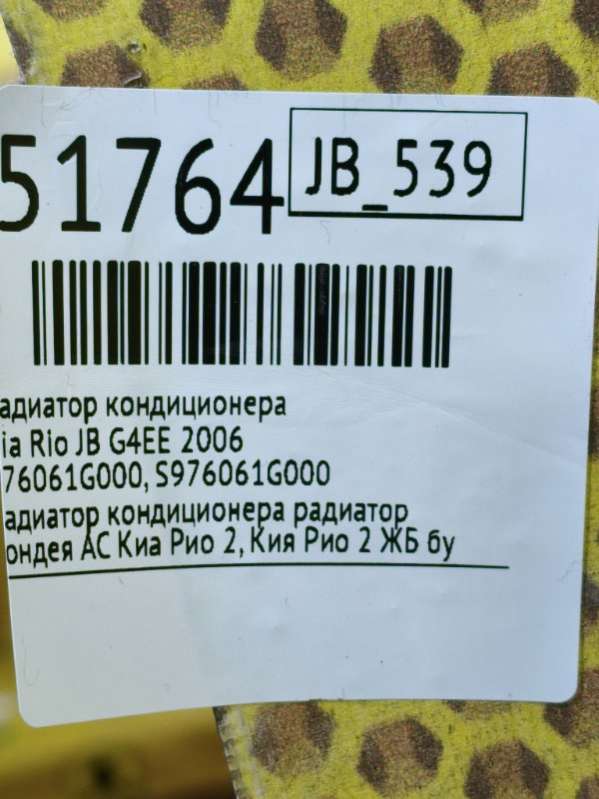 51764
JB_539
адиатор кондиционера
ia Rio JB G4EE 2006
76061G000, S976061G000
адиатор кондиционера радиатор
ондея АС Киа Рио 2, Кия Рио 2 ЖБ бу